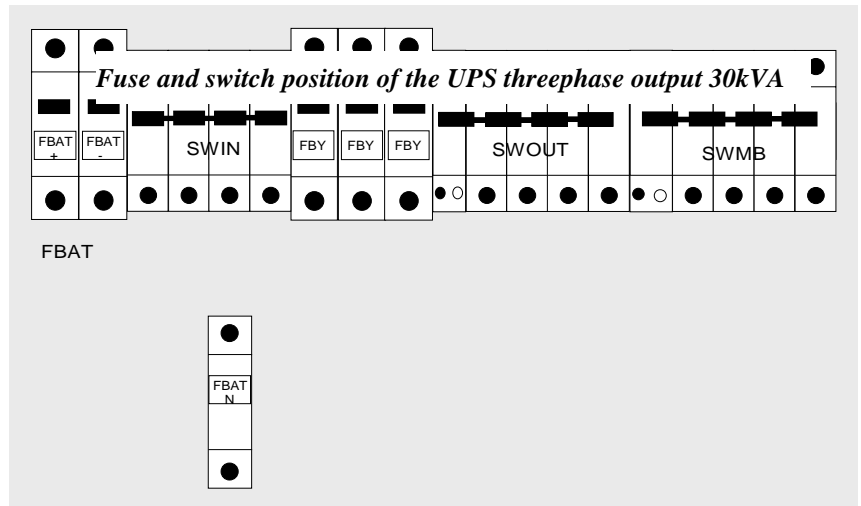 Fuse and switch position of the UPS threephase output 30kVA
FBAT
+
FBAT
-
SWIN
FBY
FBY
FBY
SWOUT
SWMB
FBAT
FBAT
N